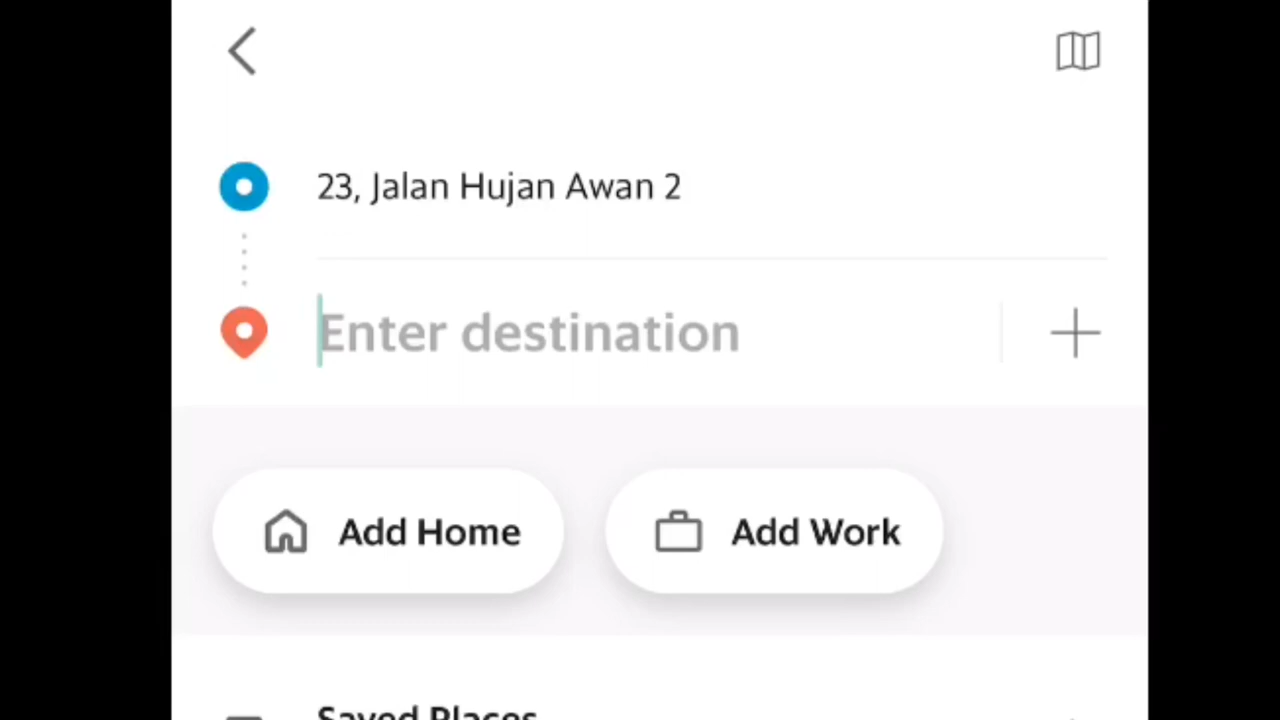 23, Jalan Hujan Awan 2
Enter destination
Add Home
Add Work
Saved Places